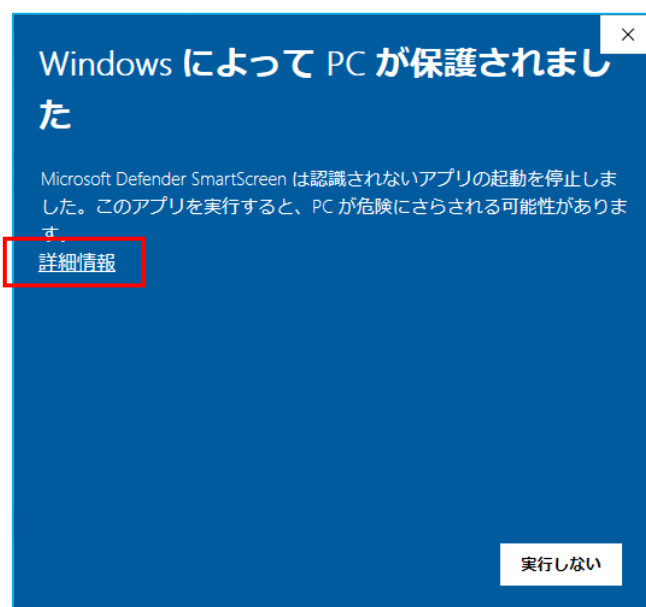 Windows によって PC が保護されまし
た
Microsoft Defender SmartScreen は認識されないアプリの起動を停止しま
した。このアプリを実行すると、PC が危険にさらされる可能性がありま
す。
詳細情報
実行しない